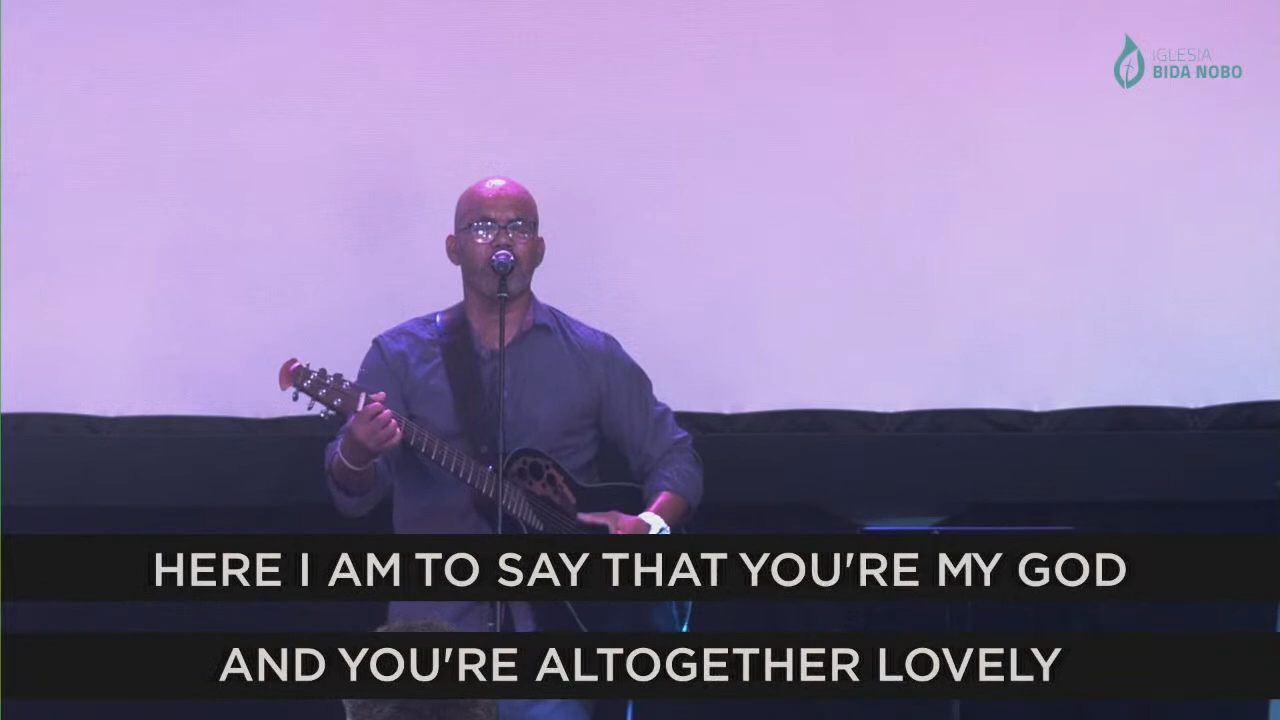 IGLESIA
BIDA NOBO
HERE I AM TO SAY THAT YOU'RE MY GOD
AND YOU'RE ALTOGETHER LOVELY